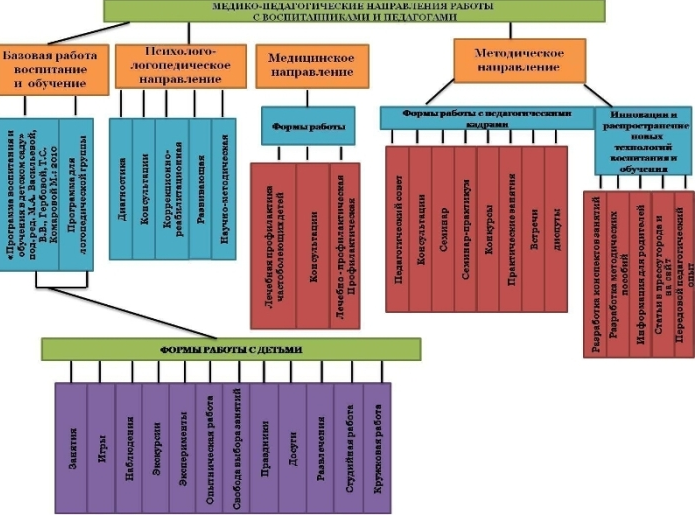 МЕДИКО-ПЕДАГОГИЧЕСКИЕ НАПРАВЛЕНИЯ РАБОТЫ
С ВОСПИТАННИКАМИ И ПЕДАГОГАМИ
Базовая работа
воспитание
и обучение
Психолого-
логопедическое
направление
Медицинское
направление
Методическое
направление
«Программа воспитания и
обучения в детском саду»
под. ред. М.А. Васильевой,
В.В., Гербовой, Т.С.
Комаровой М.: 2010
Программа для
логопедической группы
Диагностика
Консультации
Коррекционно-
реабилитационная
Развивающая
Научно-методическая
Формы работы
Лечебная профилактика
частоболеющих детей
Консультации
Лечебно - профилактическая
Профилактическая
Формы работы с педагогическими
кадрами
Педагогический совет
Консультации
Семинар
Семинар-практикум
Конкурсы
Практические занятия
Встречи
диспуты
Инновации и
распространение
новых
технологий
воспитания и
обучения
Разработка конспектов занятий
Разработка методических
пособий
Информация для родителей
Статьи в прессу города и
на сайт
Передовой педагогический
опыт
ФОРМЫ РАБОТЫ С ДЕТЬМИ
Занятия
Игры
Наблюдения
Экскурсии
Эксперименты
Опытническая работа
Свобода выбора занятий
Праздники
Досуги
Развлечения
Студийная работа
Кружковая работа